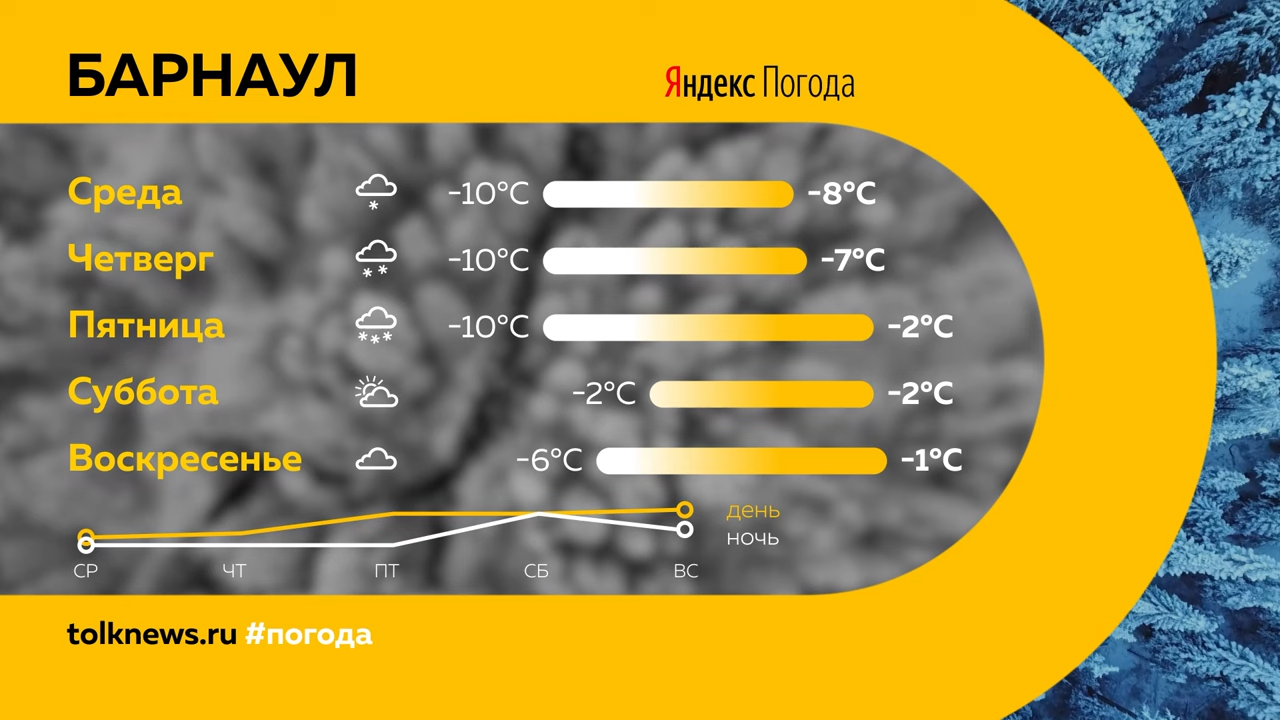 БАРНАУЛ
Яндекс Погода
Среда -10°C -8°C
Четверг -10°C -7°C
Пятница -10°C -2°C
Суббота -2°C -2°C
Воскресенье -6°C -1°C
день
ночь
СР ЧТ ПТ СБ ВС
tolknews.ru #погода